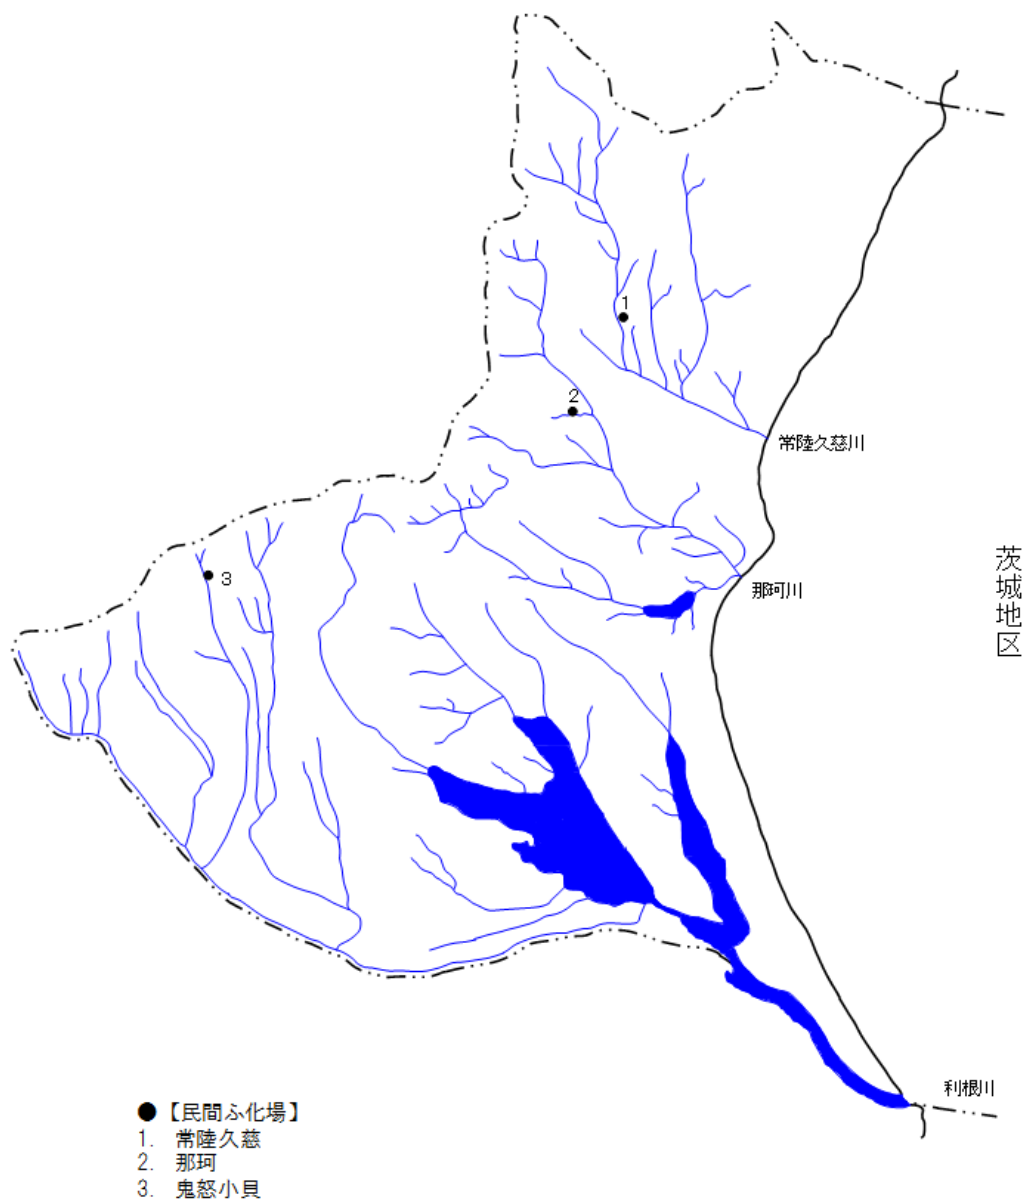 1
2
常陸久慈川
3
那珂川
茨城地区
利根川
●【民間ふ化場】
1. 常陸久慈
2. 那珂
3. 鬼怒小貝